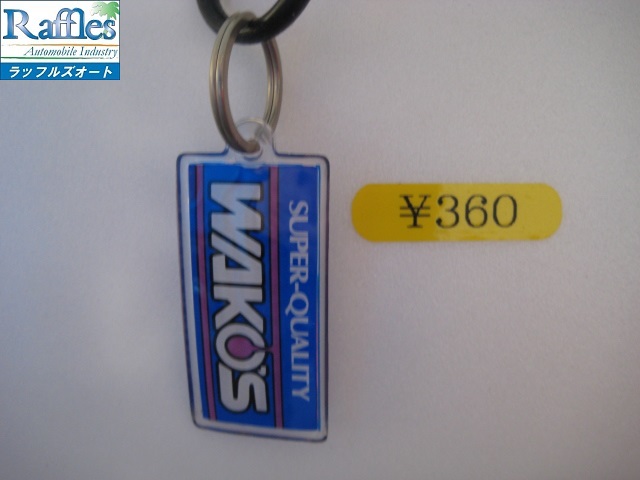 Raffles
Automobile Industry
ラッフルズオート
SUPER-QUALITY
WAKO'S
¥360